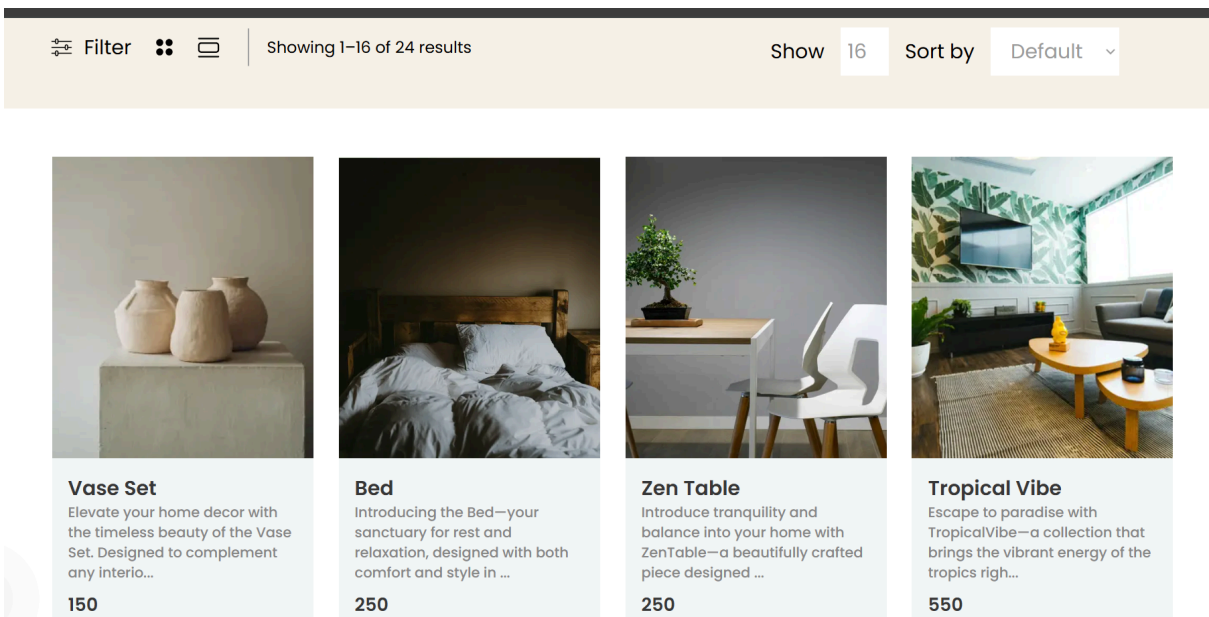 Filter
Showing 1–16 of 24 results
Show 16 Sort by Default
Vase Set
Elevate your home decor with
the timeless beauty of the Vase
Set. Designed to complement
any interio...
150
Bed
Introducing the Bed—your
sanctuary for rest and
relaxation, designed with both
comfort and style in ...
250
Zen Table
Introduce tranquility and
balance into your home with
ZenTable—a beautifully crafted
piece designed ...
250
Tropical Vibe
Escape to paradise with
TropicalVibe—a collection that
brings the vibrant energy of the
tropics righ...
550